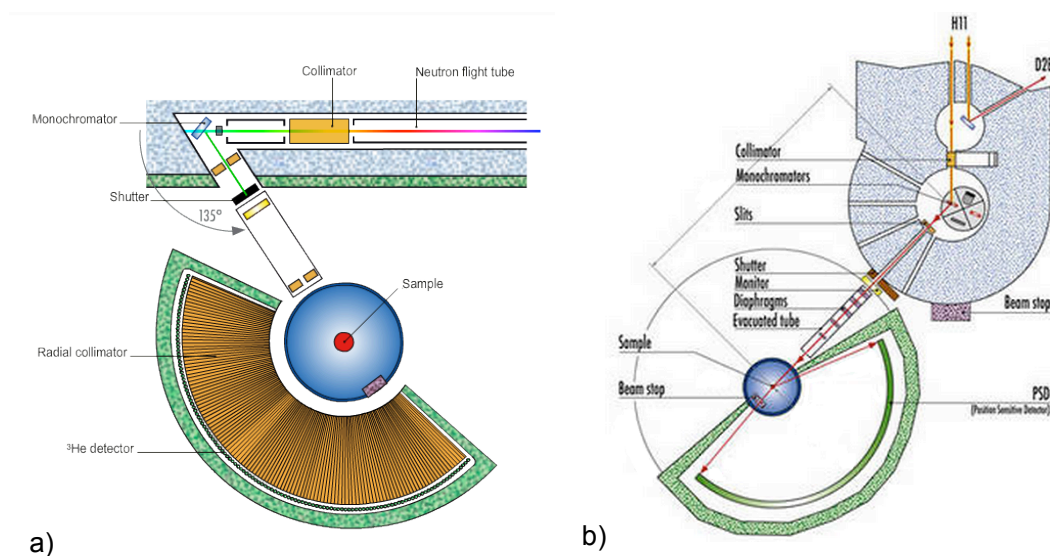 Collimator
Neutron flight tube
Monochromator
Shutter
135°
Sample
Radial collimator
³He detector
a)
H11
D2B
Collimator
Monochromators
Slits
Shutter
Monitor
Diaphragms
Evacuated tube
Beam stop
Sample
Beam stop
PSD
(Position Sensitive Detector)
b)